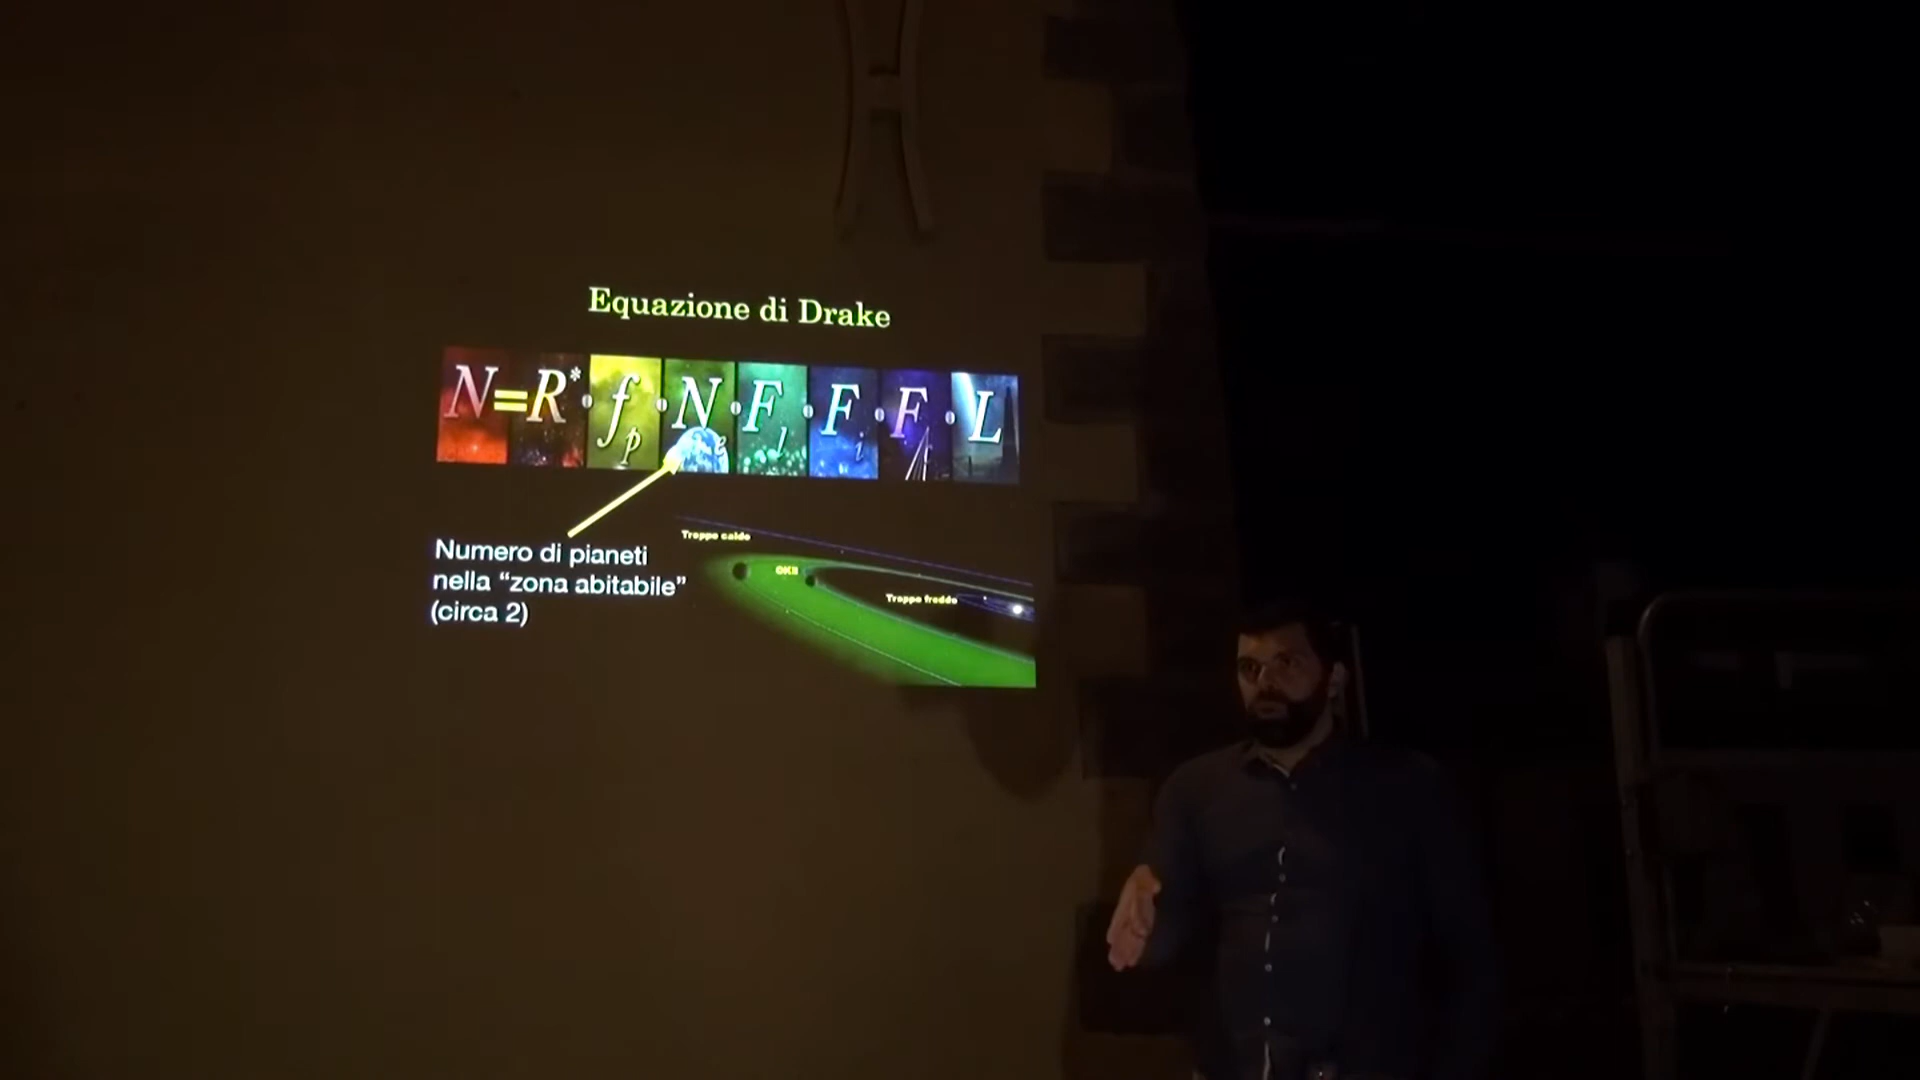 Equazione di Drake
N=R*·fp·Ne·Fl·Fi·Fc·L
Numero di pianeti
nella “zona abitabile”
(circa 2)
Troppo caldo
OK!!
Troppo freddo